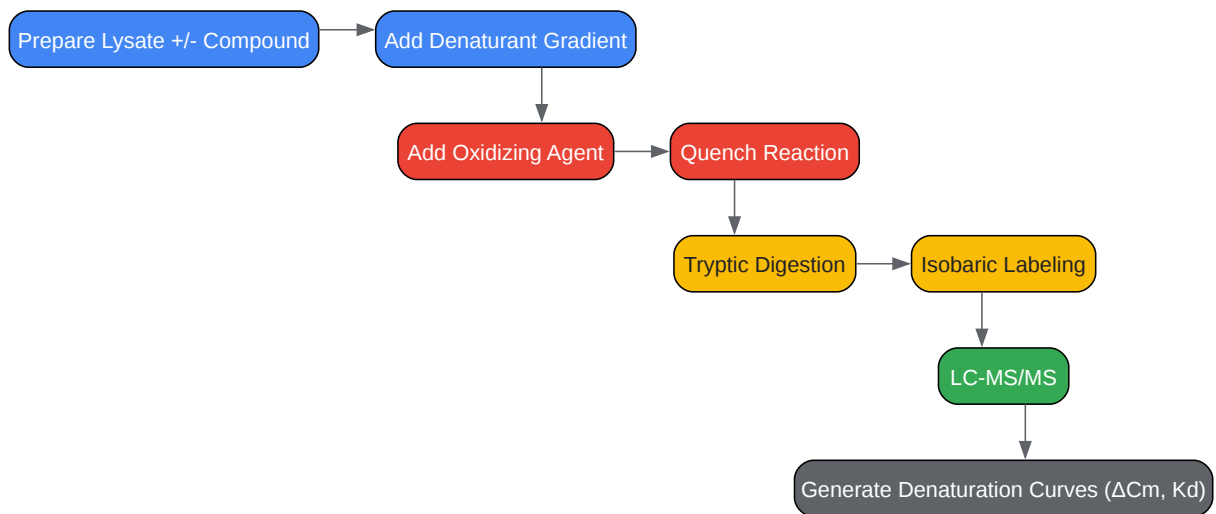 Prepare Lysate +/- Compound
Add Denaturant Gradient
Add Oxidizing Agent
Quench Reaction
Tryptic Digestion
Isobaric Labeling
LC-MS/MS
Generate Denaturation Curves (ΔCm, Kd)